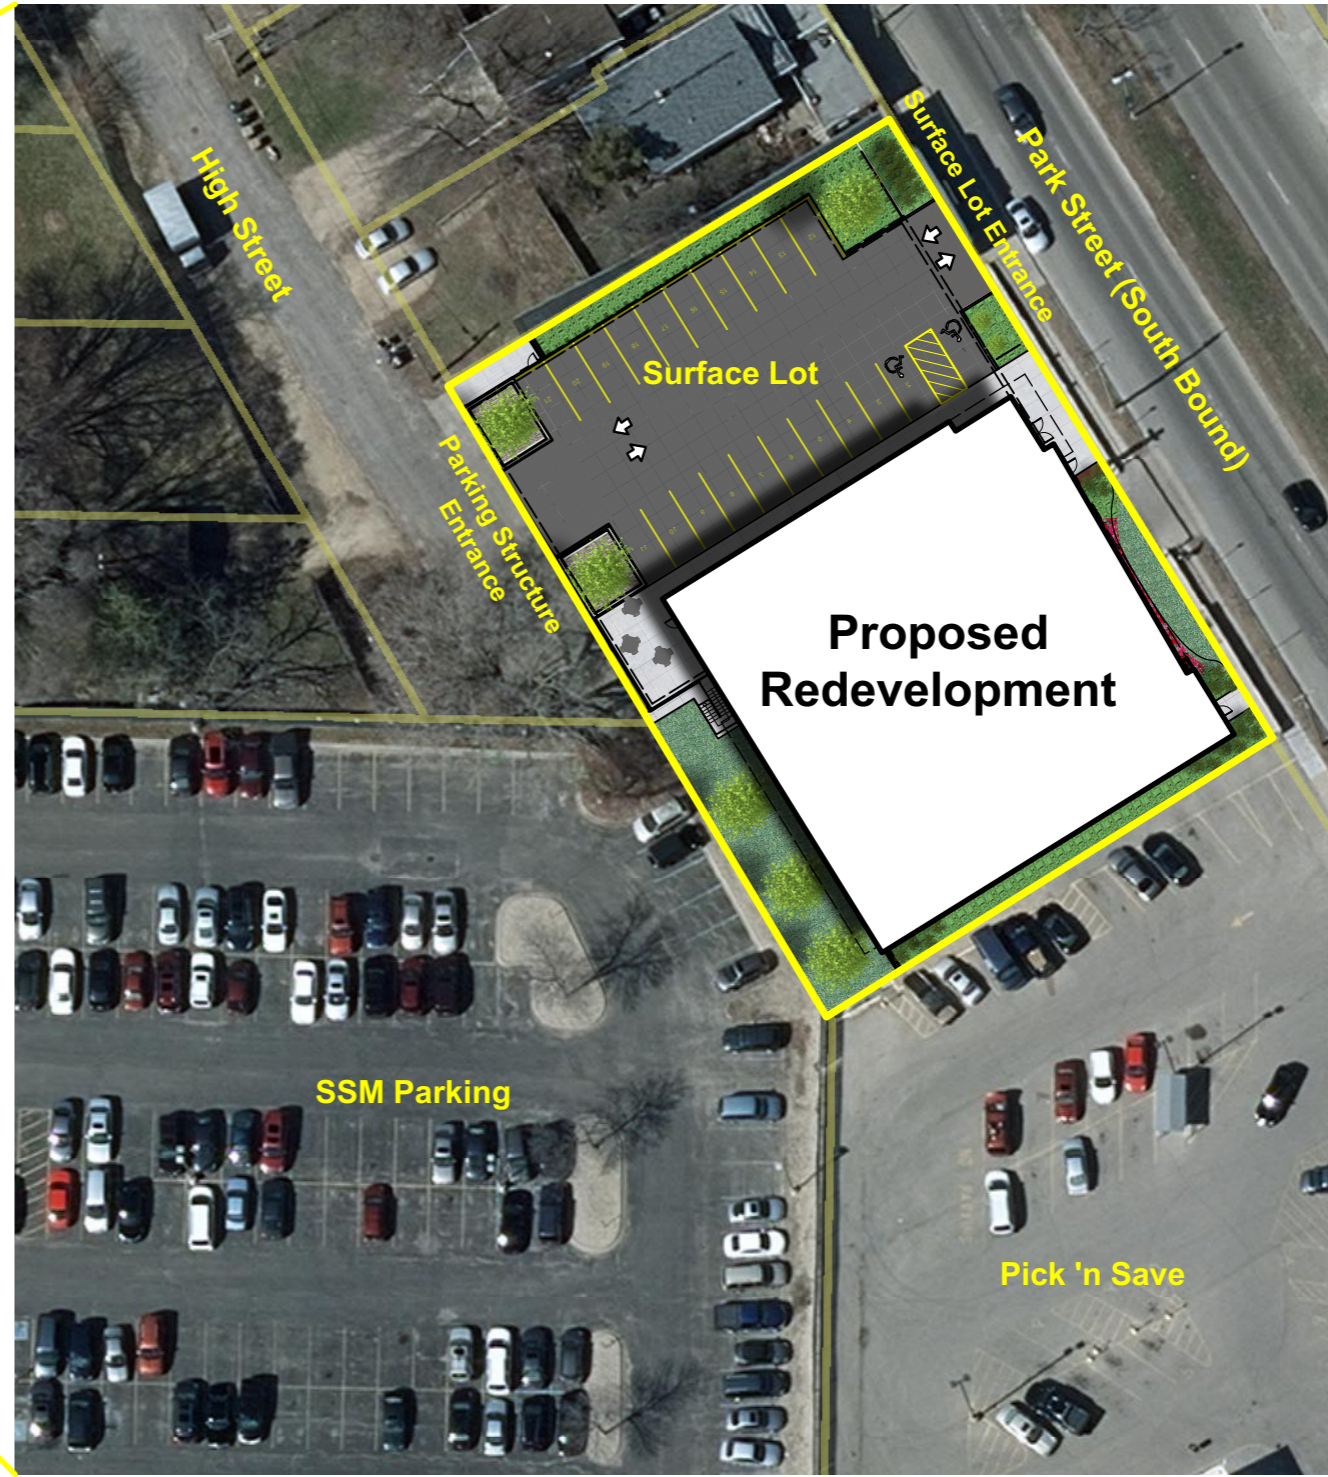 High Street
Surface Lot Entrance
Park Street (South Bound)
Surface Lot
Parking Structure
Entrance
Proposed
Redevelopment
SSM Parking
Pick 'n Save